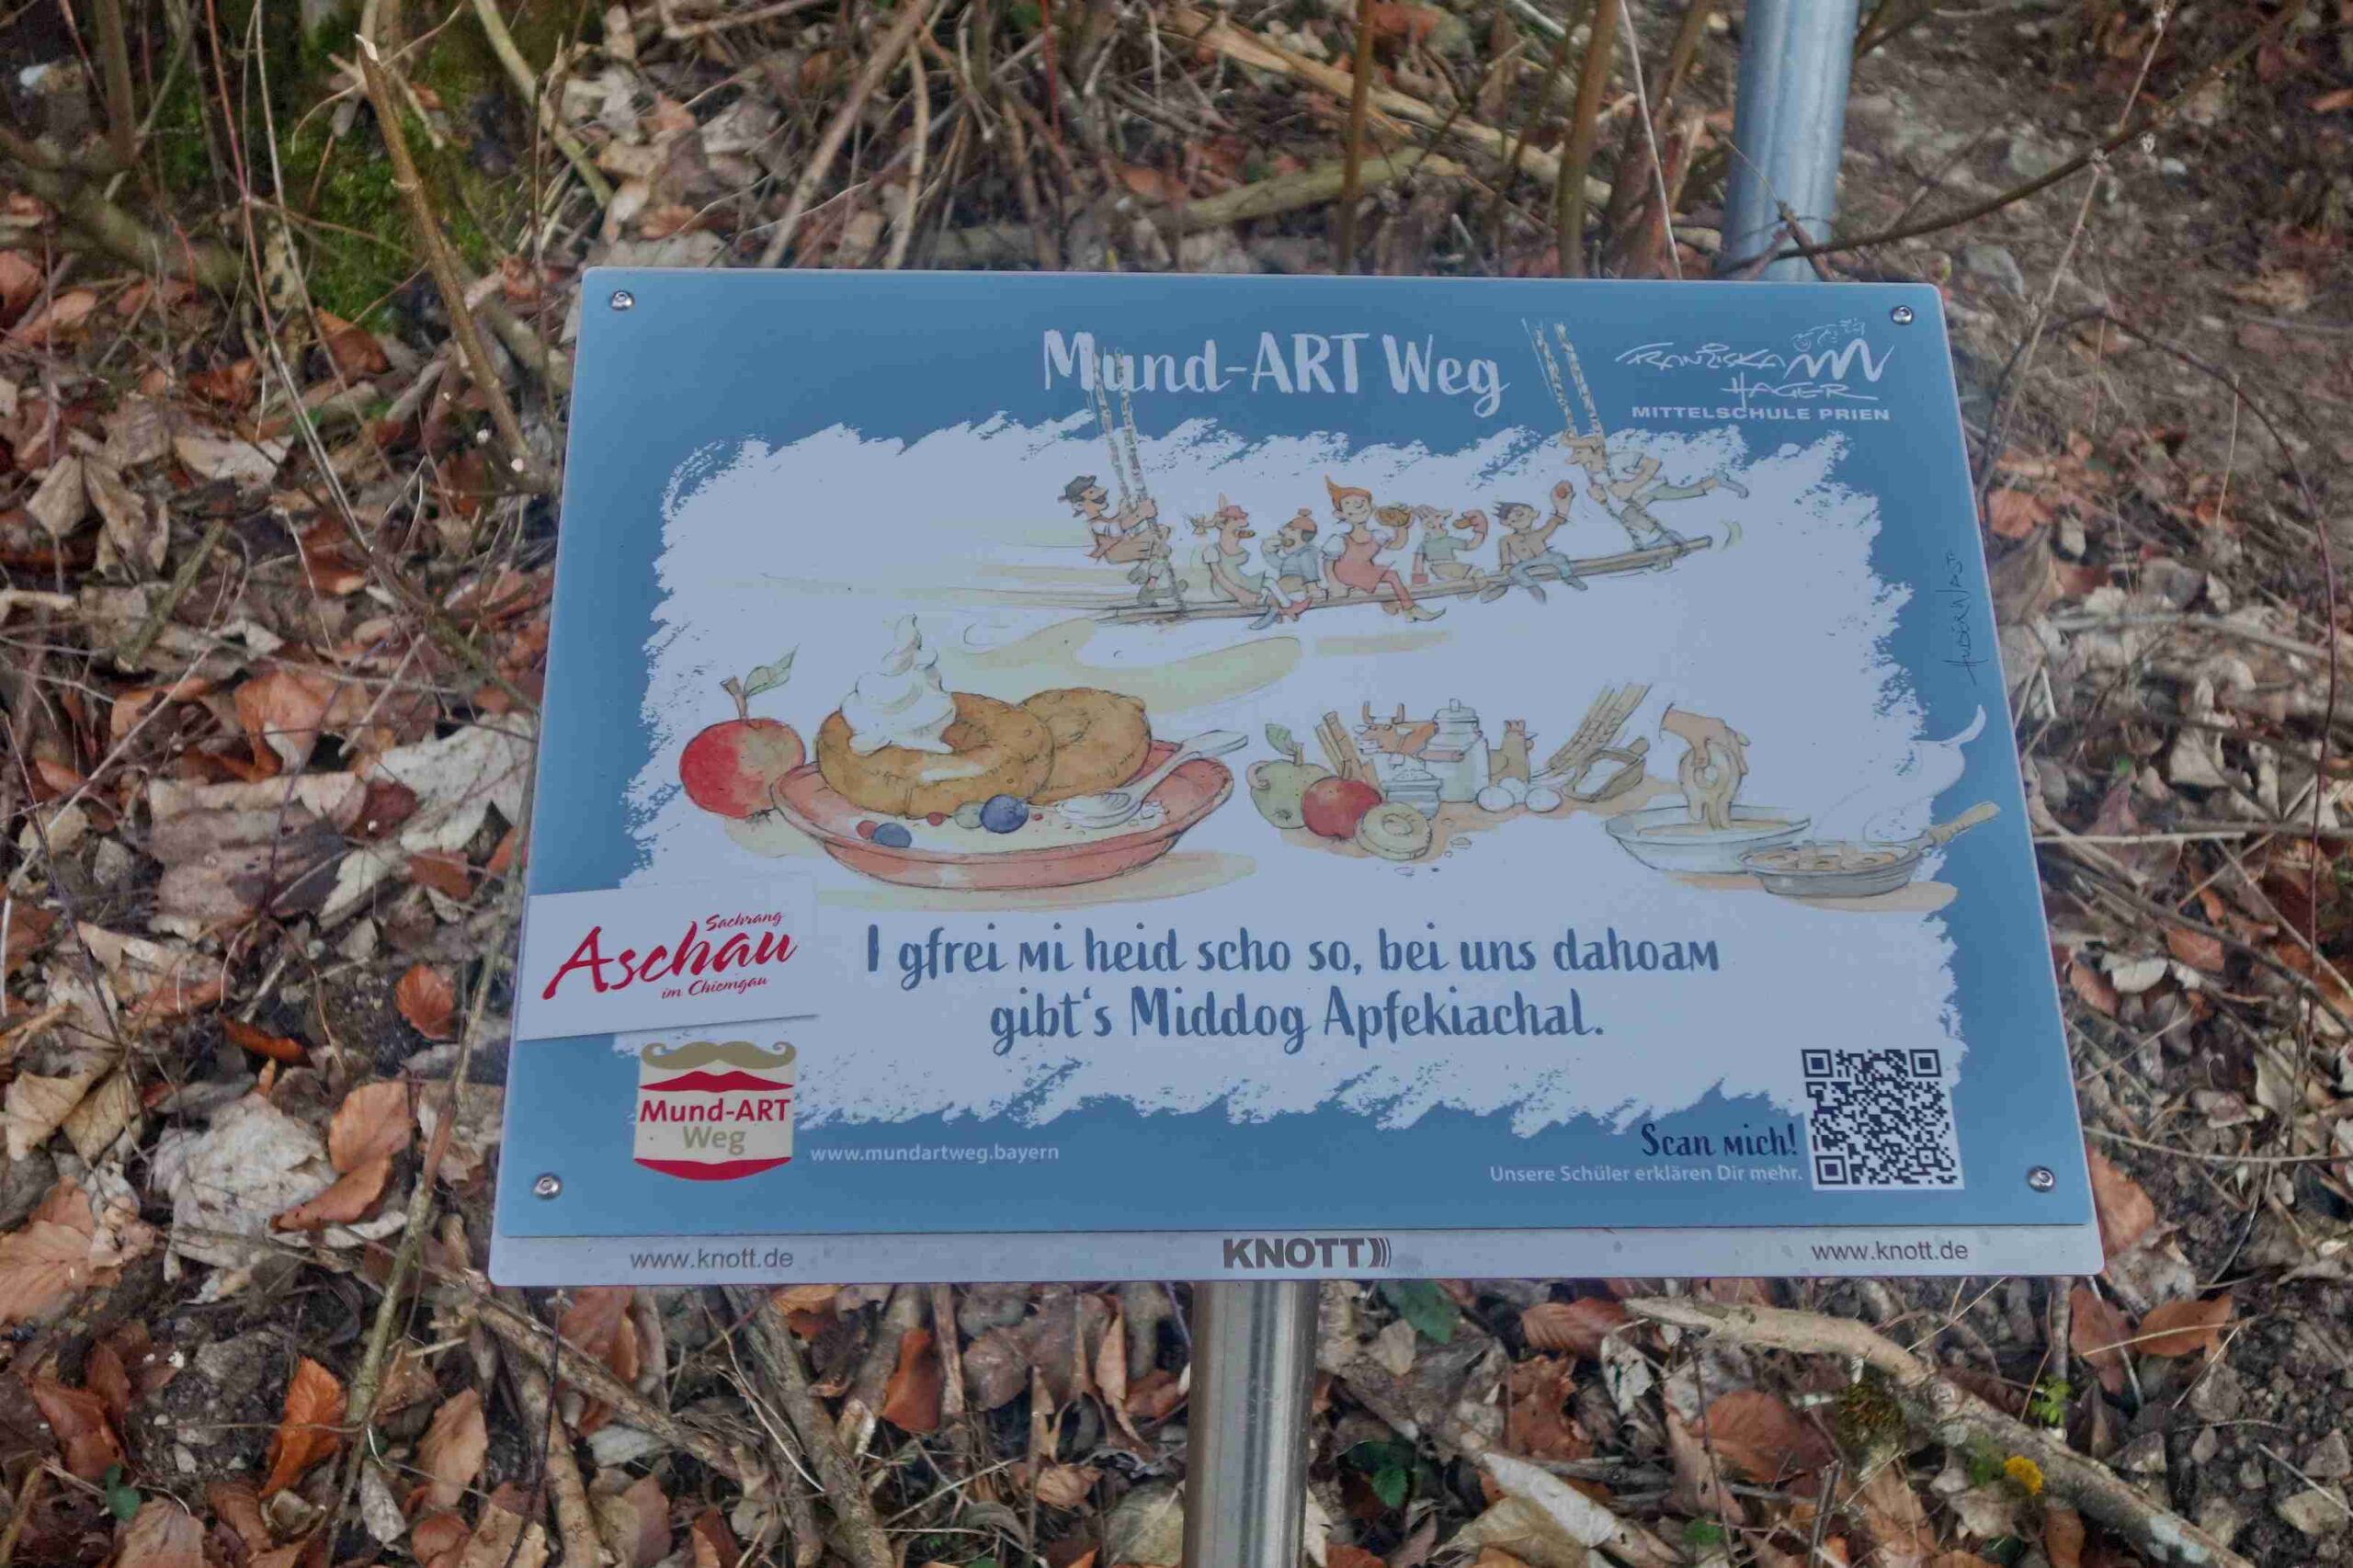 Mund-ART Weg
FRANZISKA
HAGER
MITTELSCHULE PRIEN
Sachrang
Aschau
im Chiemgau
I gfrei mi heid scho so, bei uns dahoam
gibt's Middog Apfekiachal.
Mund-ART
Weg
www.mundartweg.bayern
Scan mich!
Unsere Schüler erklären Dir mehr.
www.knott.de
KNOTT
www.knott.de